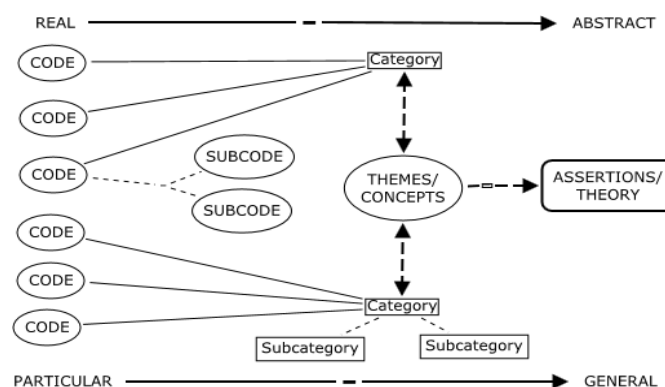 REAL ABSTRACT
CODE
Category
CODE
CODE
SUBCODE
SUBCODE
THEMES/
CONCEPTS
ASSERTIONS/
THEORY
CODE
CODE
CODE
Category
Subcategory
Subcategory
PARTICULAR GENERAL